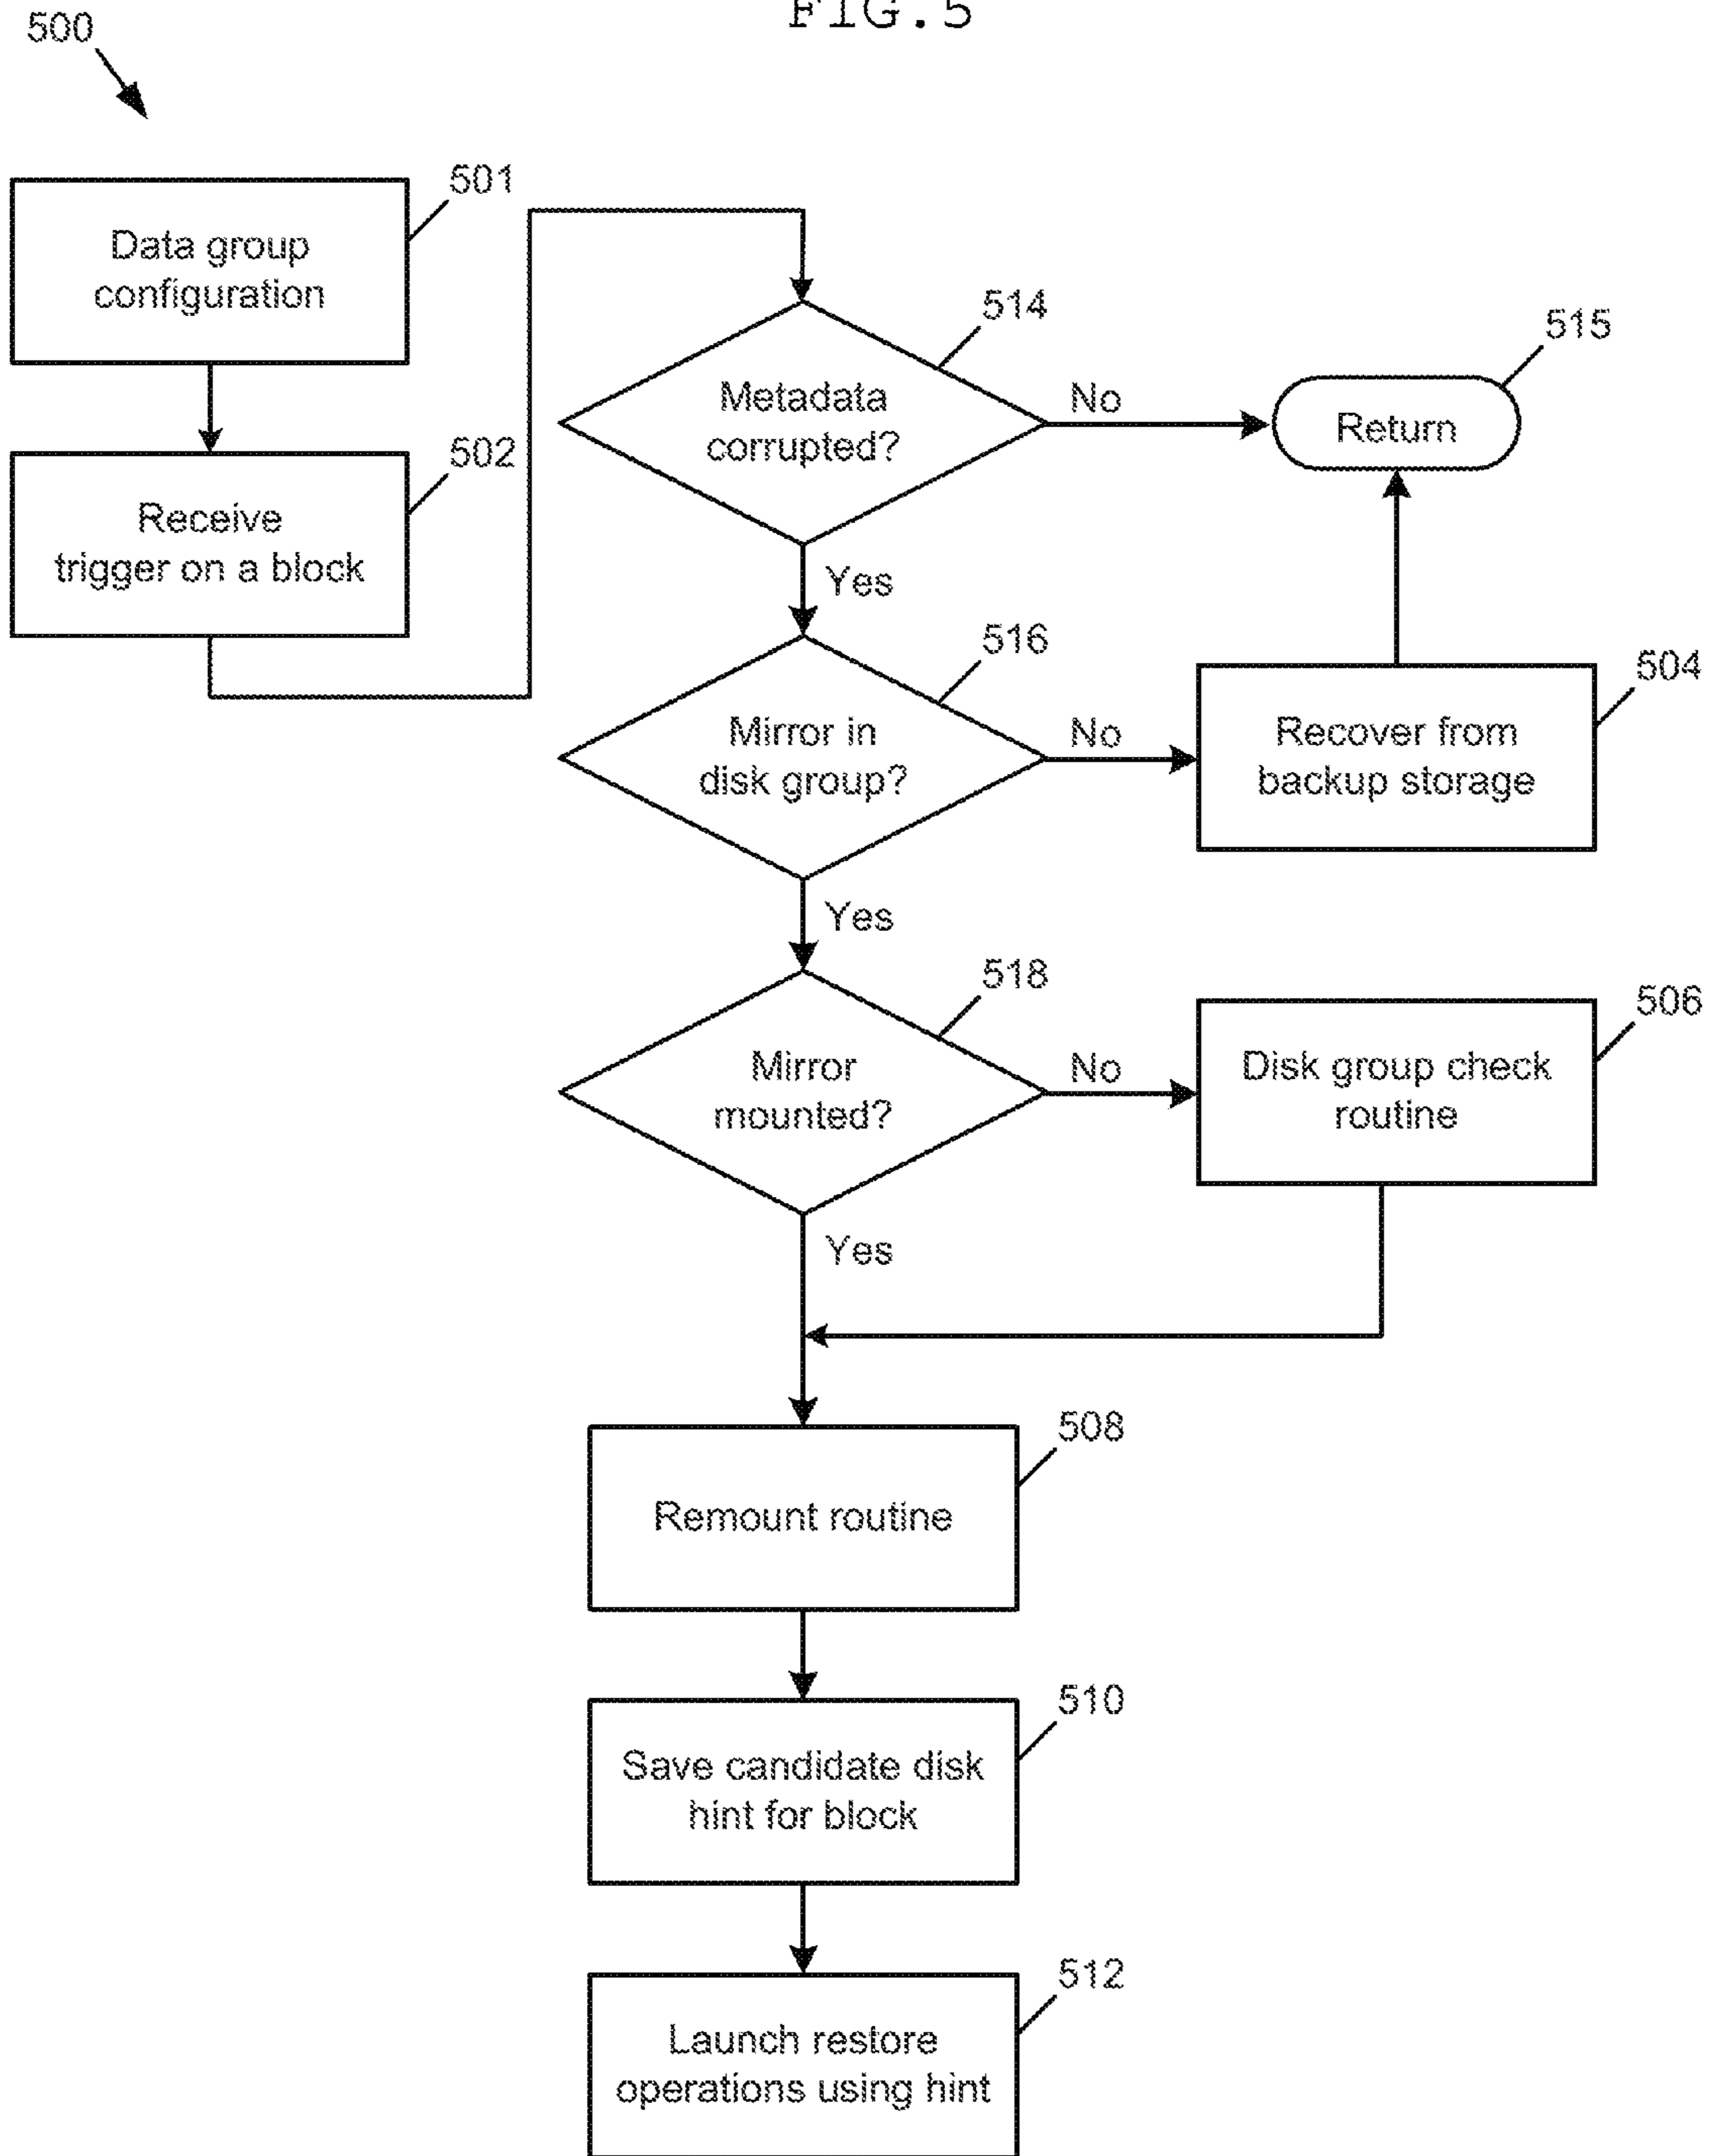 FIG.5
500
501
Data group
configuration
502
Receive
trigger on a block
514
Metadata
corrupted?
No
515
Return
Yes
516
Mirror in
disk group?
No
504
Recover from
backup storage
Yes
518
Mirror
mounted?
No
506
Disk group check
routine
Yes
508
Remount routine
510
Save candidate disk
hint for block
512
Launch restore
operations using hint